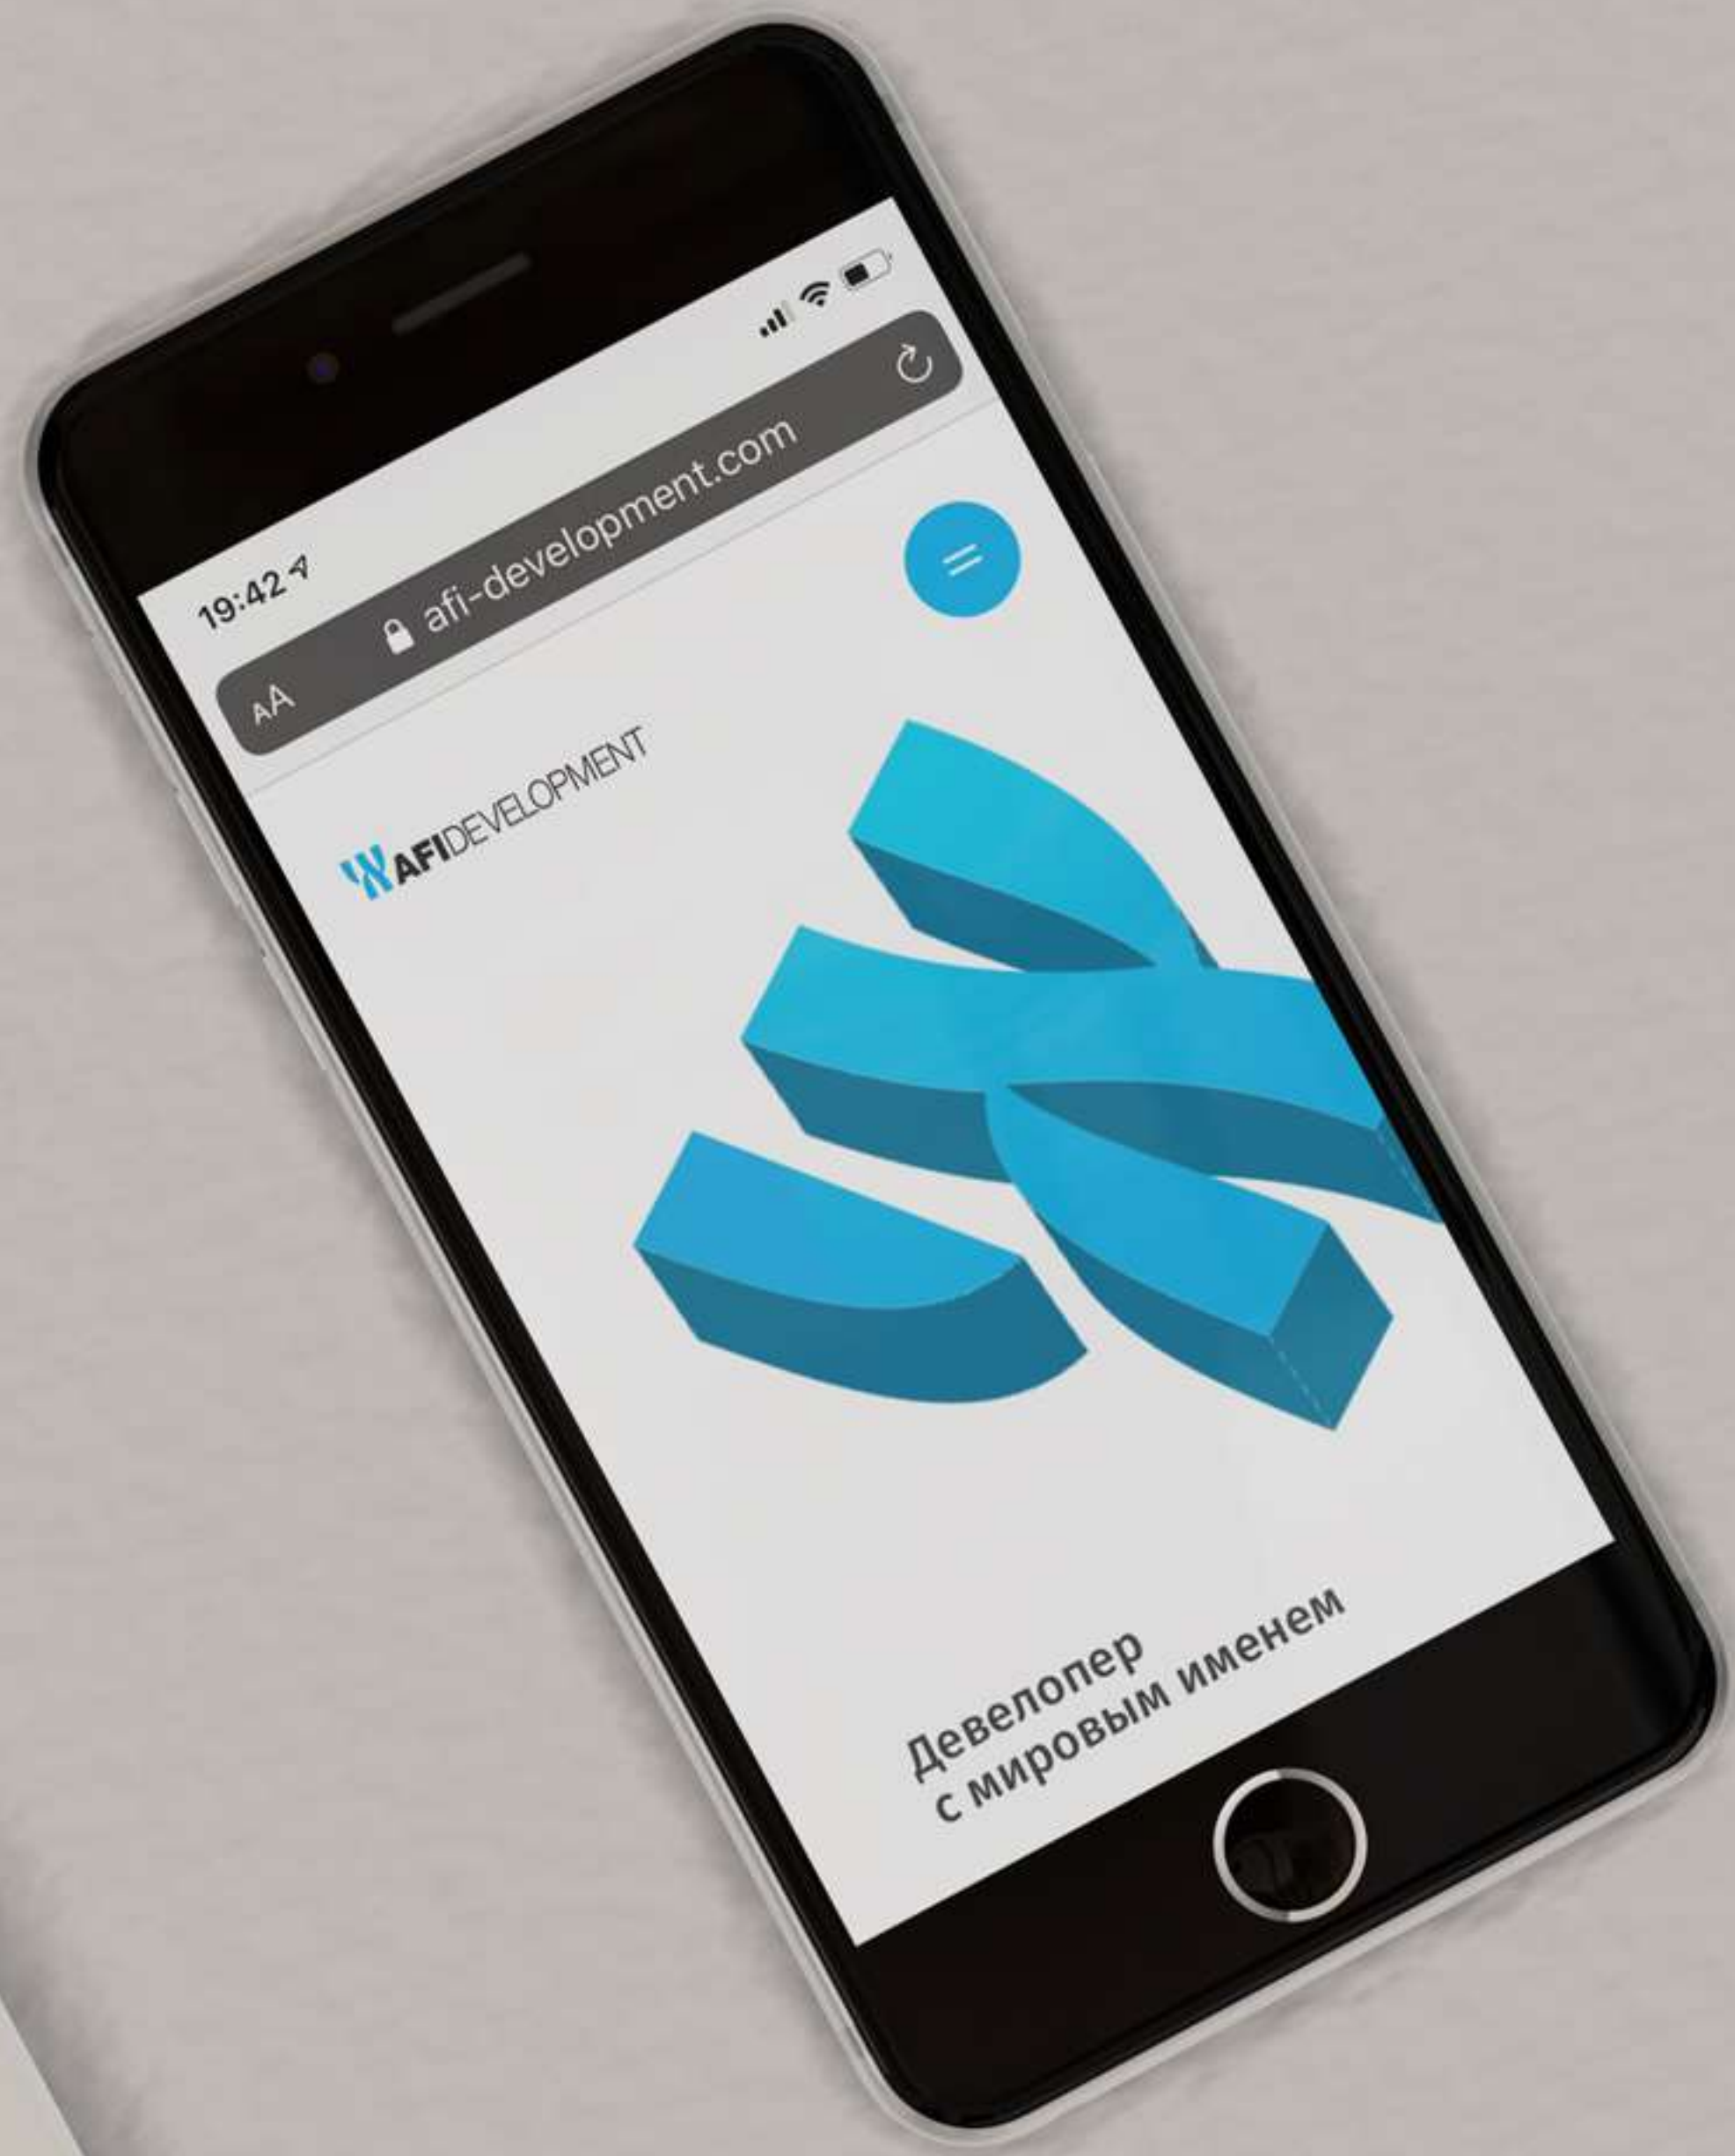 19:42
AA afi-development.com
AFIDEVELOPMENT
Девелопер
с мировым именем